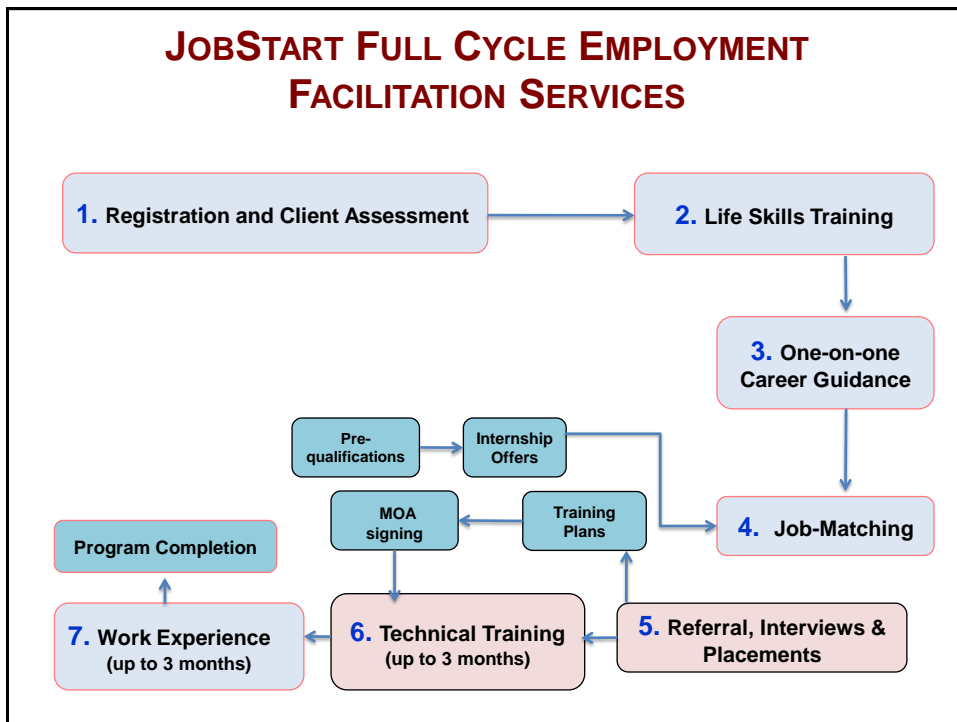 JOBSTART FULL CYCLE EMPLOYMENT
FACILITATION SERVICES
1. Registration and Client Assessment
2. Life Skills Training
3. One-on-one
Career Guidance
Pre-
qualifications
Internship
Offers
4. Job-Matching
MOA
signing
Training
Plans
Program Completion
5. Referral, Interviews &
Placements
6. Technical Training
(up to 3 months)
7. Work Experience
(up to 3 months)